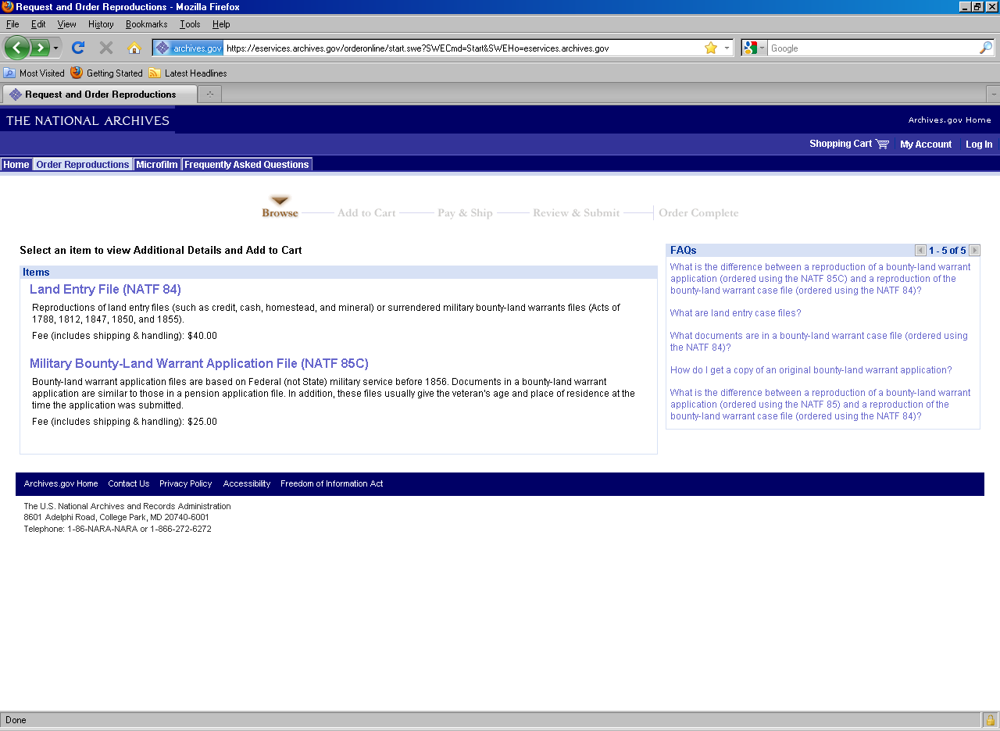 Request and Order Reproductions - Mozilla Firefox
File Edit View History Bookmarks Tools Help
archives.gov https://eservices.archives.gov/orderonline/start.swe?SWECmd=Start&SWEHo=eservices.archives.gov Google
Most Visited Getting Started Latest Headlines
Request and Order Reproductions
THE NATIONAL ARCHIVES
Archives.gov Home
Shopping Cart My Account Log In
Home Order Reproductions Microfilm Frequently Asked Questions
Browse Add to Cart Pay & Ship Review & Submit Order Complete
Select an item to view Additional Details and Add to Cart
Items
Land Entry File (NATF 84)
Reproductions of land entry files (such as credit, cash, homestead, and mineral) or surrendered military bounty-land warrants files (Acts of
1788, 1812, 1847, 1850, and 1855).
Fee (includes shipping & handling): $40.00
Military Bounty-Land Warrant Application File (NATF 85C)
Bounty-land warrant application files are based on Federal (not State) military service before 1856. Documents in a bounty-land warrant
application are similar to those in a pension application file. In addition, these files usually give the veteran's age and place of residence at the
time the application was submitted.
Fee (includes shipping & handling): $25.00
FAQs 1 - 5 of 5
What is the difference between a reproduction of a bounty-land warrant
application (ordered using the NATF 85C) and a reproduction of the
bounty-land warrant case file (ordered using the NATF 84)?
What are land entry case files?
What documents are in a bounty-land warrant case file (ordered using
the NATF 84)?
How do I get a copy of an original bounty-land warrant application?
What is the difference between a reproduction of a bounty-land warrant
application (ordered using the NATF 85) and a reproduction of the
bounty-land warrant case file (ordered using the NATF 84)?
Archives.gov Home Contact Us Privacy Policy Accessibility Freedom of Information Act
The U.S. National Archives and Records Administration
8601 Adelphi Road, College Park, MD 20740-6001
Telephone: 1-86-NARA-NARA or 1-866-272-6272
Done